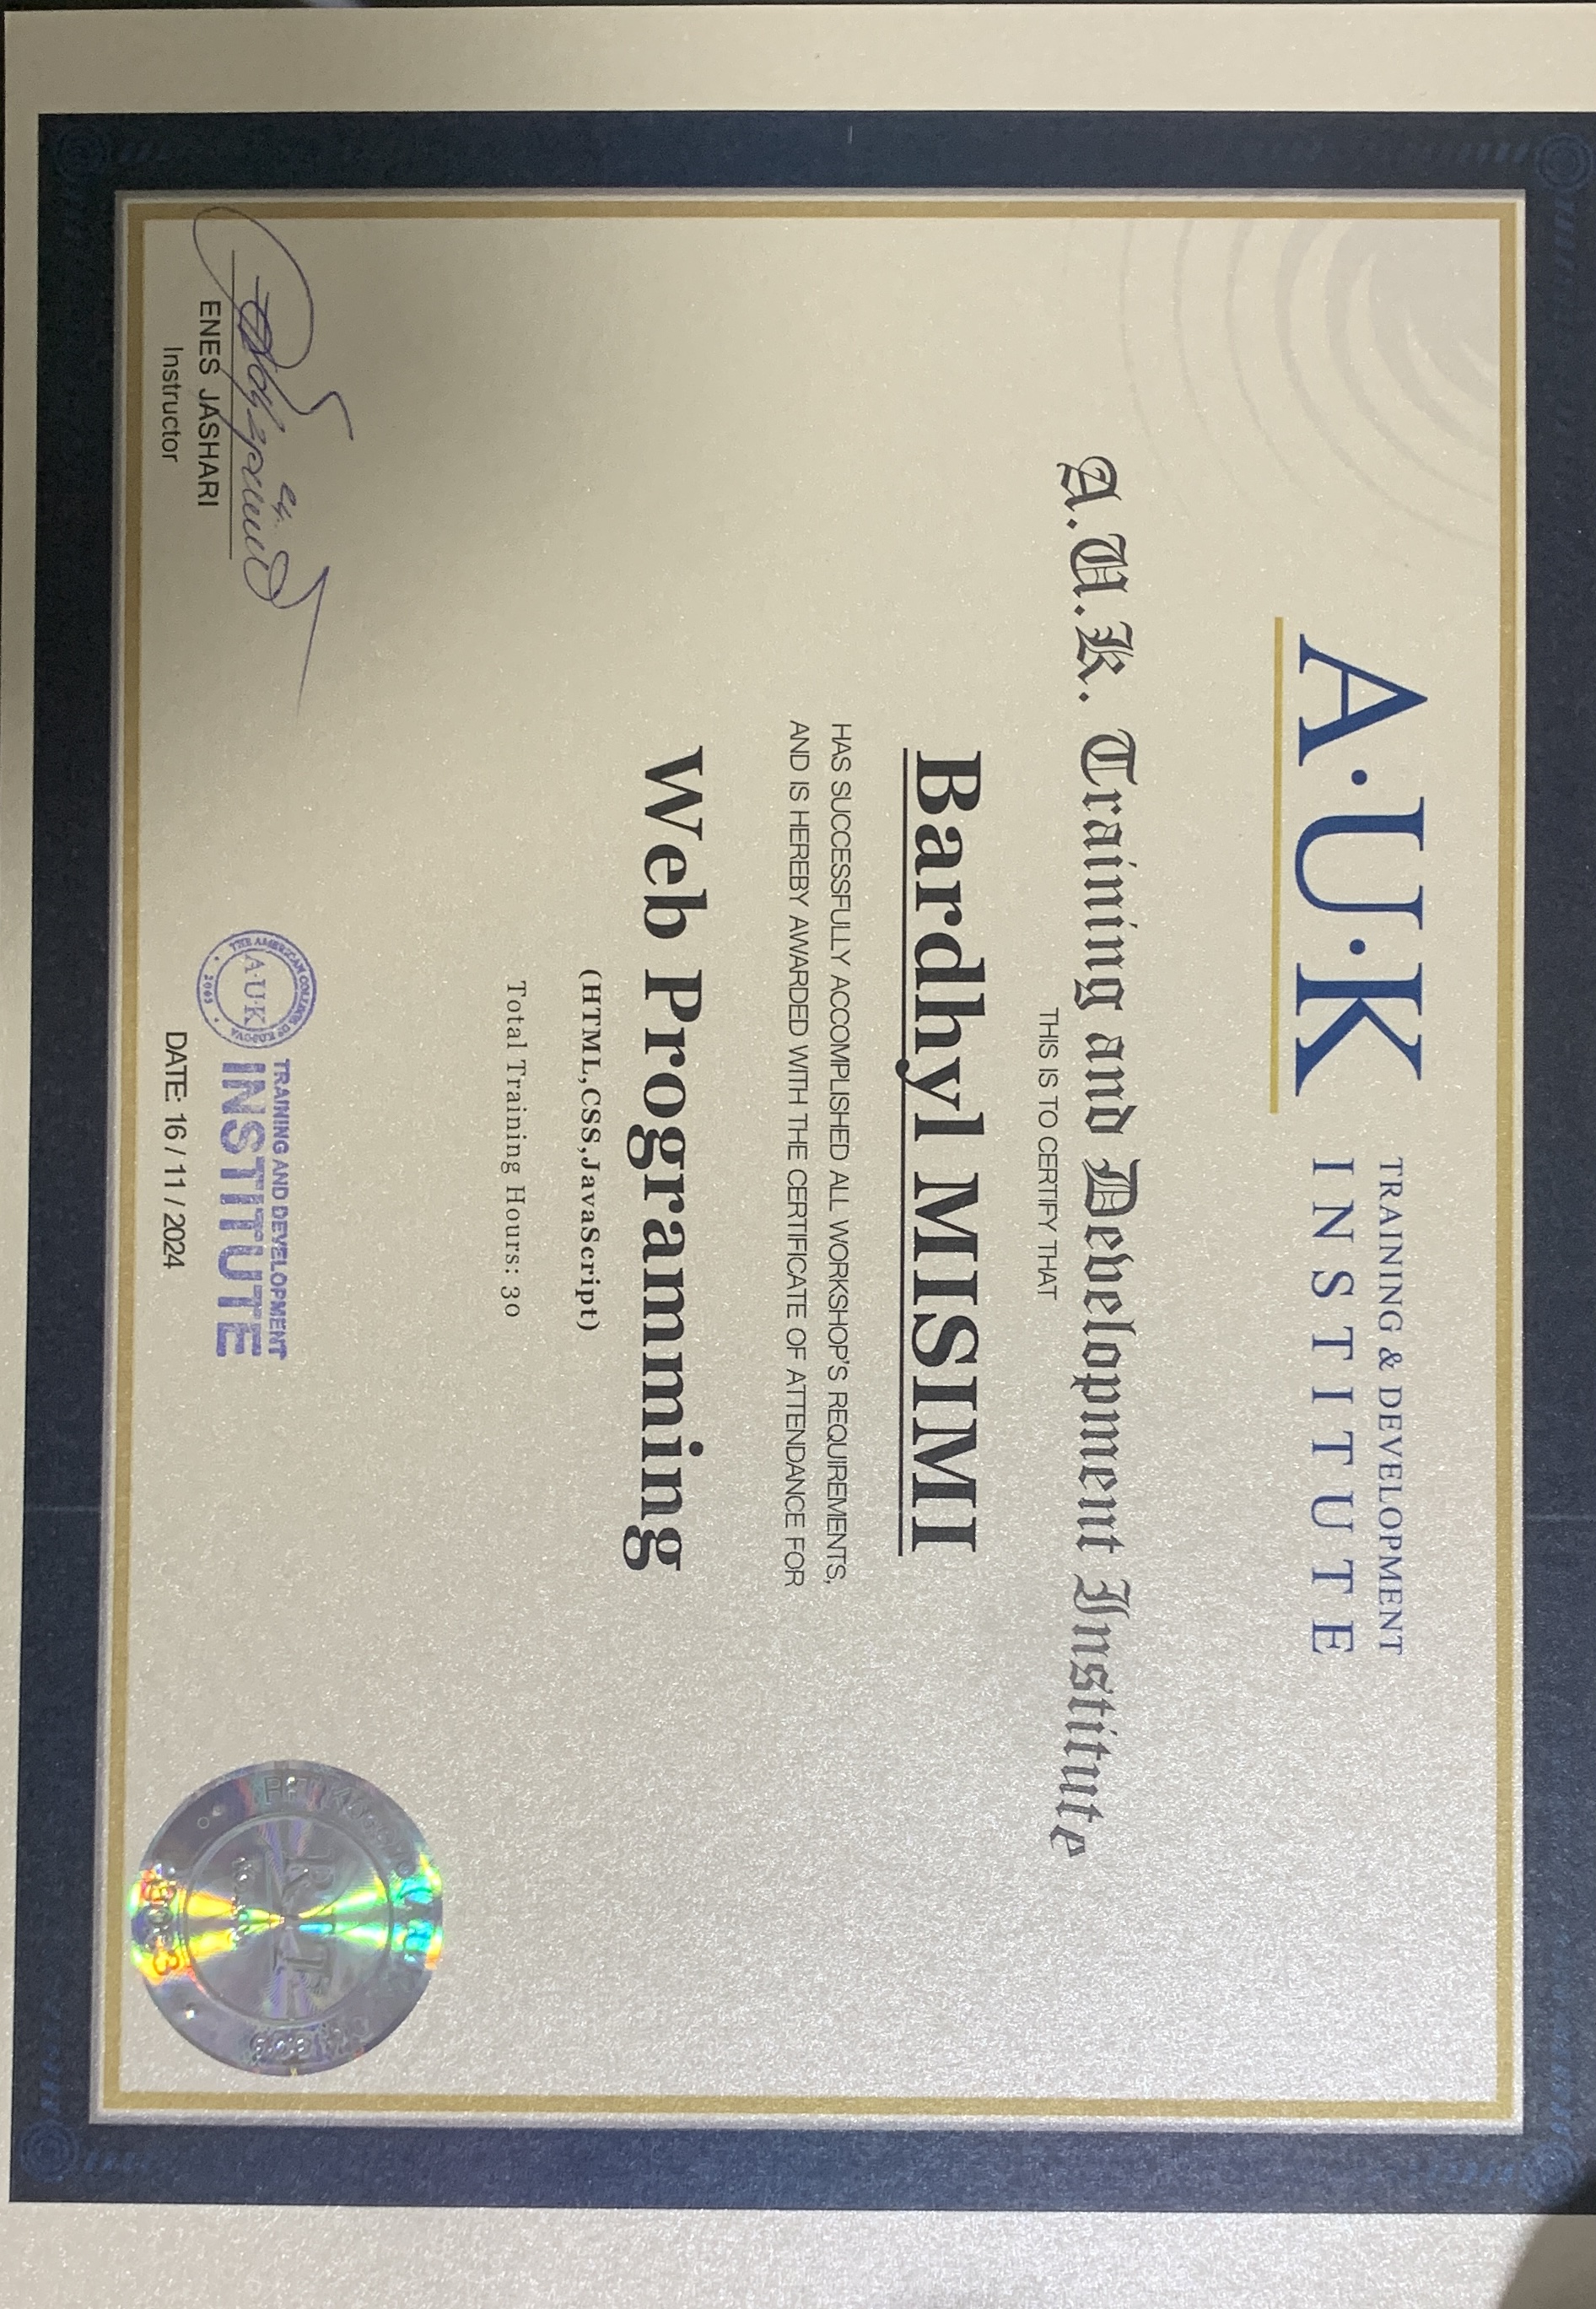 A·U·K TRAINING & DEVELOPMENT
INSTITUTE
A.U.K. Training and Development Institute
THIS IS TO CERTIFY THAT
Bardhyl MISIMI
HAS SUCCESSFULLY ACCOMPLISHED ALL WORKSHOP'S REQUIREMENTS,
AND IS HEREBY AWARDED WITH THE CERTIFICATE OF ATTENDANCE FOR
Web Programming
(HTML,CSS,JavaScript)
Total Training Hours: 30
ENES JASHARI
Instructor
THE AMERICAN COLLEGE OF KOSOVA
A·U·K
2003
TRAINING AND DEVELOPMENT
INSTITUTE
DATE: 16 / 11 / 2024
R·I·T